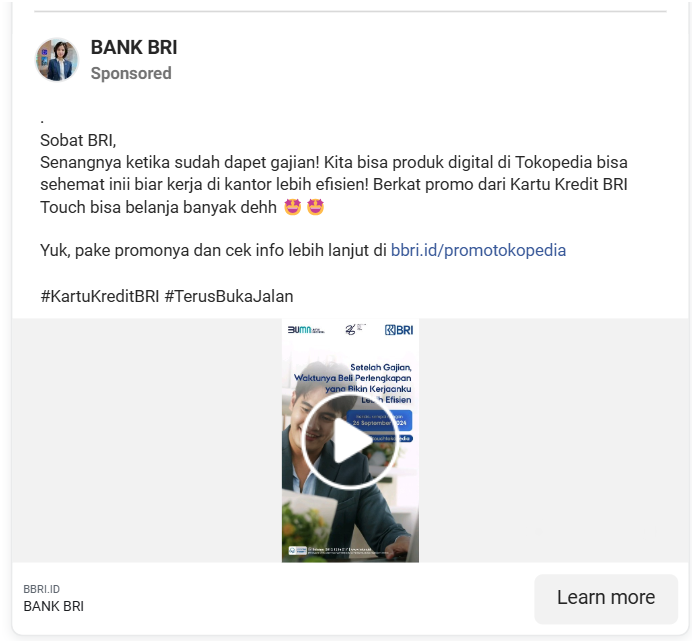 BANK BRI
Sponsored
.
Sobat BRI,
Senangnya ketika sudah dapet gajian! Kita bisa produk digital di Tokopedia bisa
sehemat inii biar kerja di kantor lebih efisien! Berkat promo dari Kartu Kredit BRI
Touch bisa belanja banyak dehh 🤩 🤩
Yuk, pake promonya dan cek info lebih lanjut di bbri.id/promotokopedia
#KartuKreditBRI #TerusBukaJalan
BUMN BRI
Setelah Gajian,
Waktunya Beli Perlengkapan
yang Bikin Kerjaanku
Lebih Efisien
26 September 2024
BBRI.ID
BANK BRI
Learn more